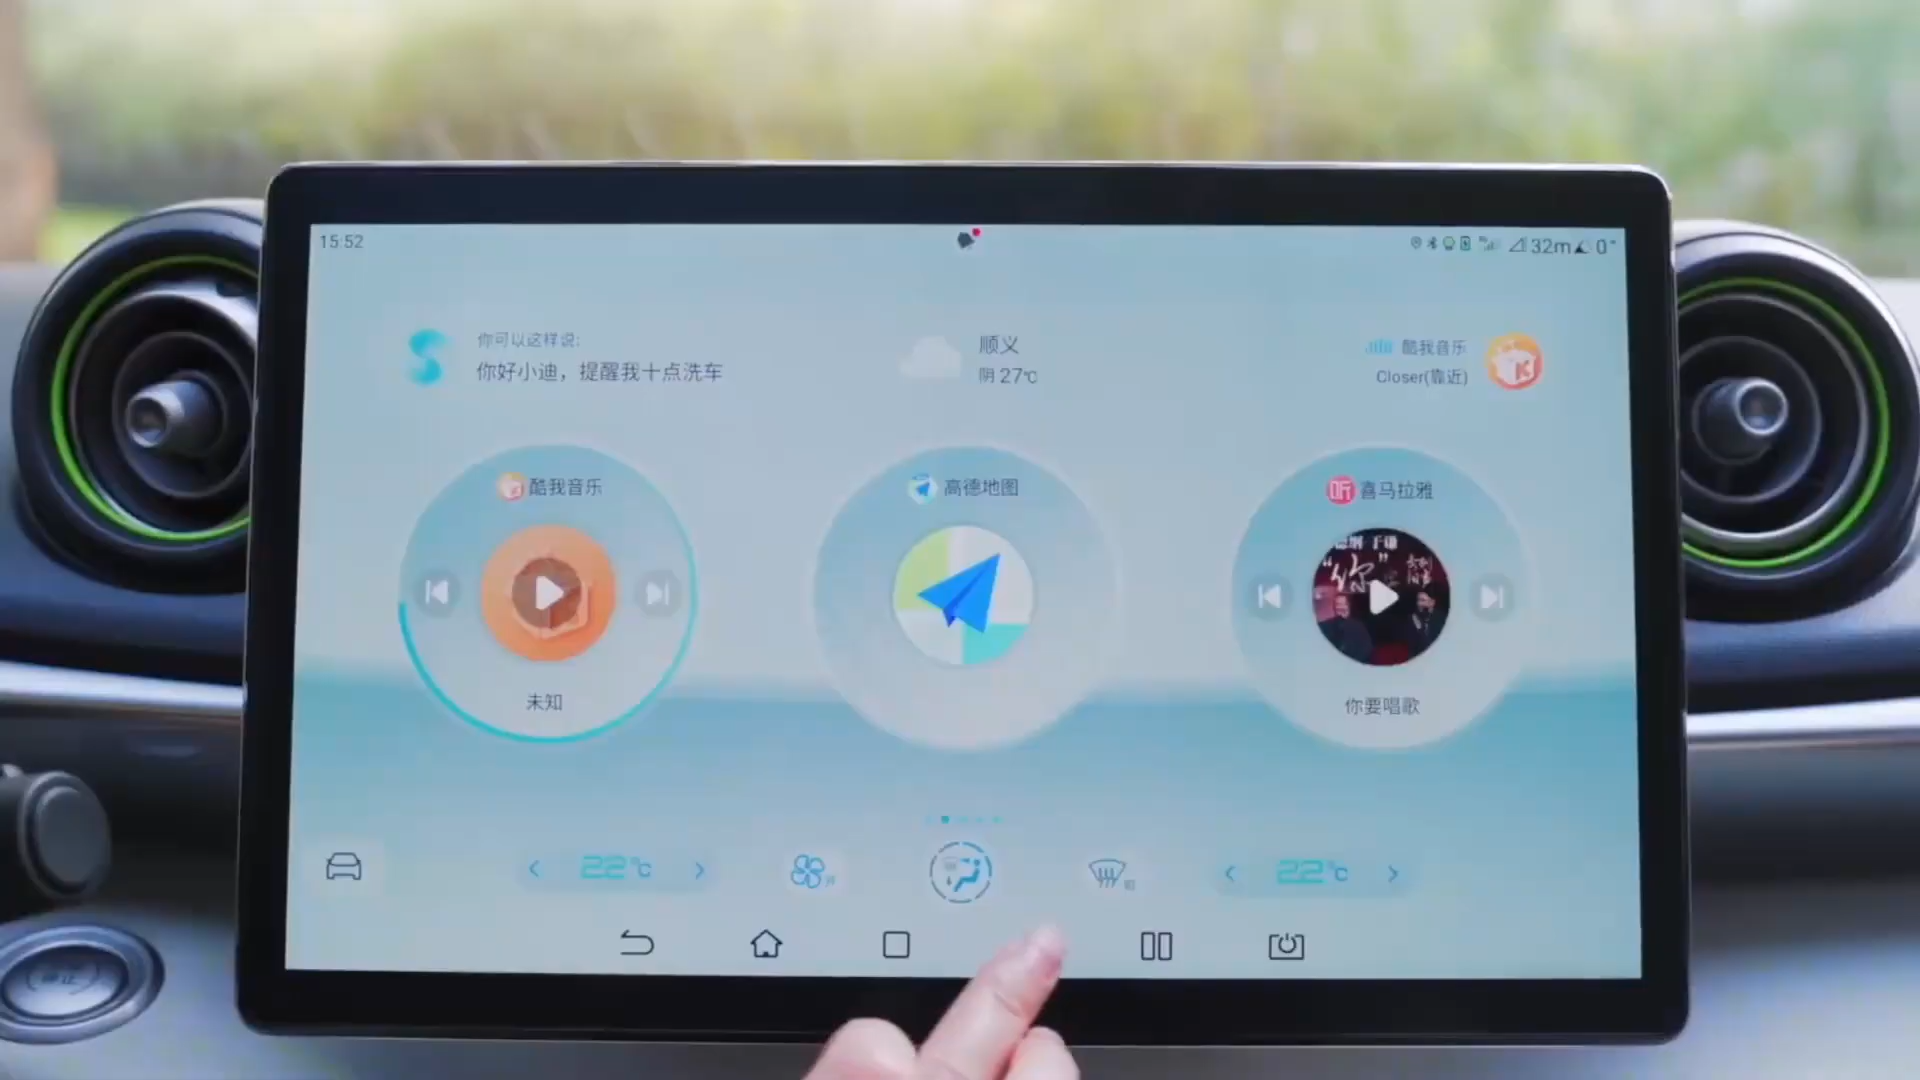 15:52
32m 0°
你可以这样说:
你好小迪，提醒我十点洗车
顺义
阴 27℃
酷我音乐
Closer(靠近)
酷我音乐
未知
高德地图
听 喜马拉雅
你要唱歌
22℃
22℃